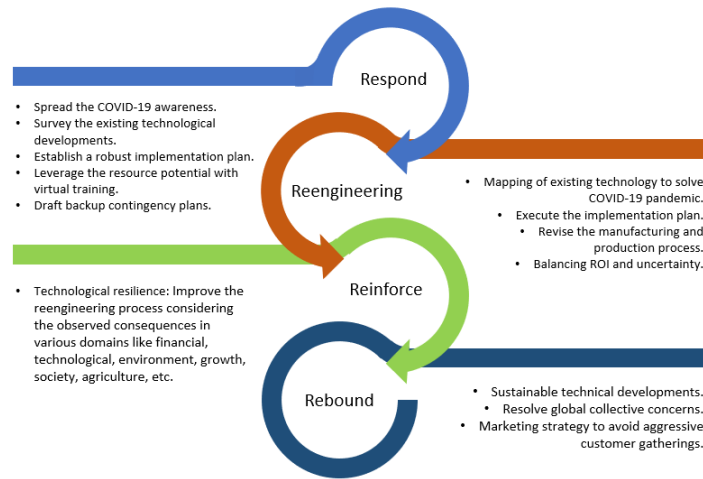 Respond
• Spread the COVID-19 awareness.
• Survey the existing technological
developments.
• Establish a robust implementation plan.
• Leverage the resource potential with
virtual training.
• Draft backup contingency plans.
Reengineering
• Mapping of existing technology to solve
COVID-19 pandemic.
• Execute the implementation plan.
• Revise the manufacturing and
production process.
• Balancing ROI and uncertainty.
Reinforce
• Technological resilience: Improve the
reengineering process considering
the observed consequences in
various domains like financial,
technological, environment, growth,
society, agriculture, etc.
Rebound
• Sustainable technical developments.
• Resolve global collective concerns.
• Marketing strategy to avoid aggressive
customer gatherings.